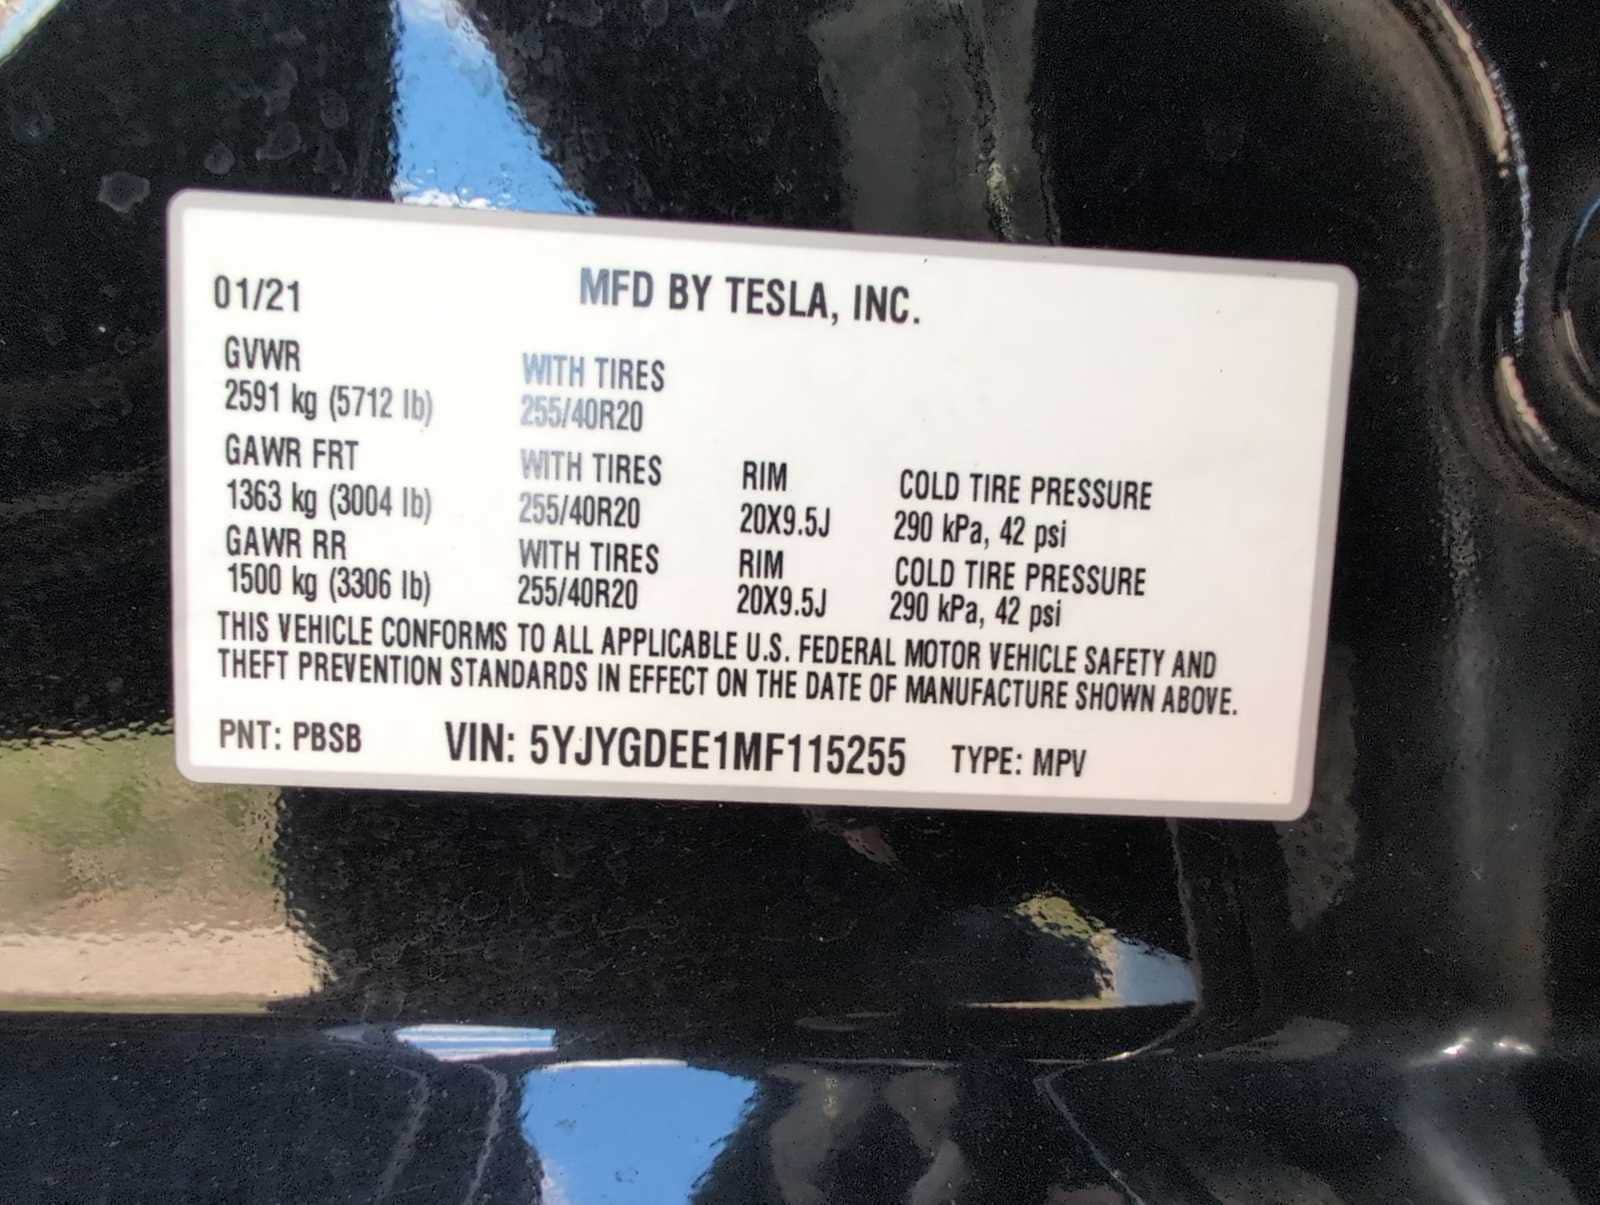 01/21 MFD BY TESLA, INC.
GVWR WITH TIRES
2591 kg (5712 lb) 255/40R20
GAWR FRT WITH TIRES RIM COLD TIRE PRESSURE
1363 kg (3004 lb) 255/40R20 20X9.5J 290 kPa, 42 psi
GAWR RR WITH TIRES RIM COLD TIRE PRESSURE
1500 kg (3306 lb) 255/40R20 20X9.5J 290 kPa, 42 psi
THIS VEHICLE CONFORMS TO ALL APPLICABLE U.S. FEDERAL MOTOR VEHICLE SAFETY AND
THEFT PREVENTION STANDARDS IN EFFECT ON THE DATE OF MANUFACTURE SHOWN ABOVE.
PNT: PBSB VIN: 5YJYGDEE1MF115255 TYPE: MPV